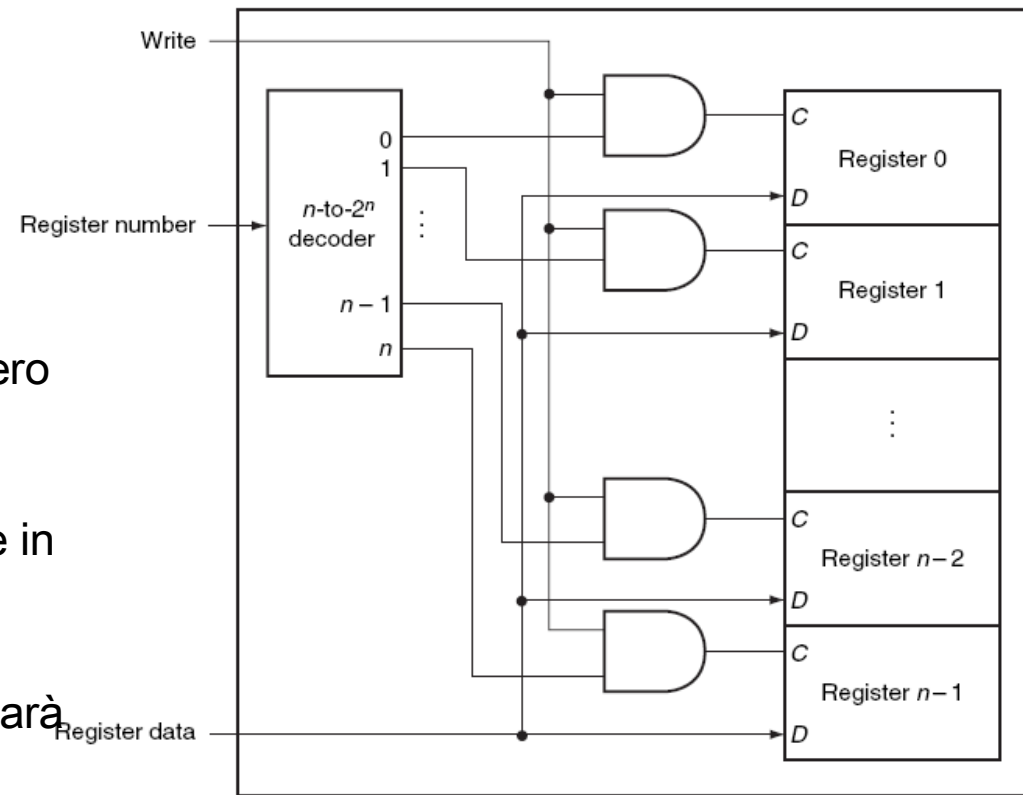 Write
0
C
Register 0
1
n-to-2ⁿ
decoder
⋮
D
Register number
C
Register 1
n – 1
D
n
ero
⋮
C
e in
Register n – 2
D
C
Register n – 1
arà
Register data
D